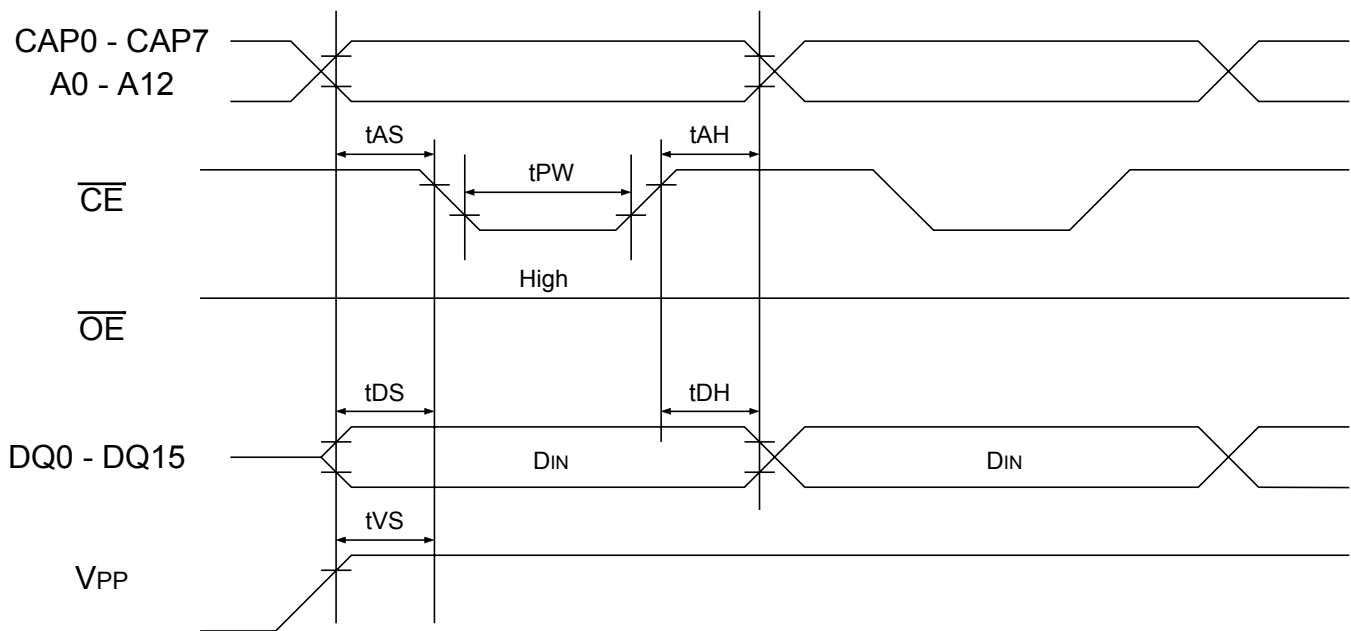 CAP0 - CAP7
A0 - A12
tAS
tAH
tPW
CE
High
OE
tDS
tDH
DQ0 - DQ15
DIN
DIN
tVS
VPP